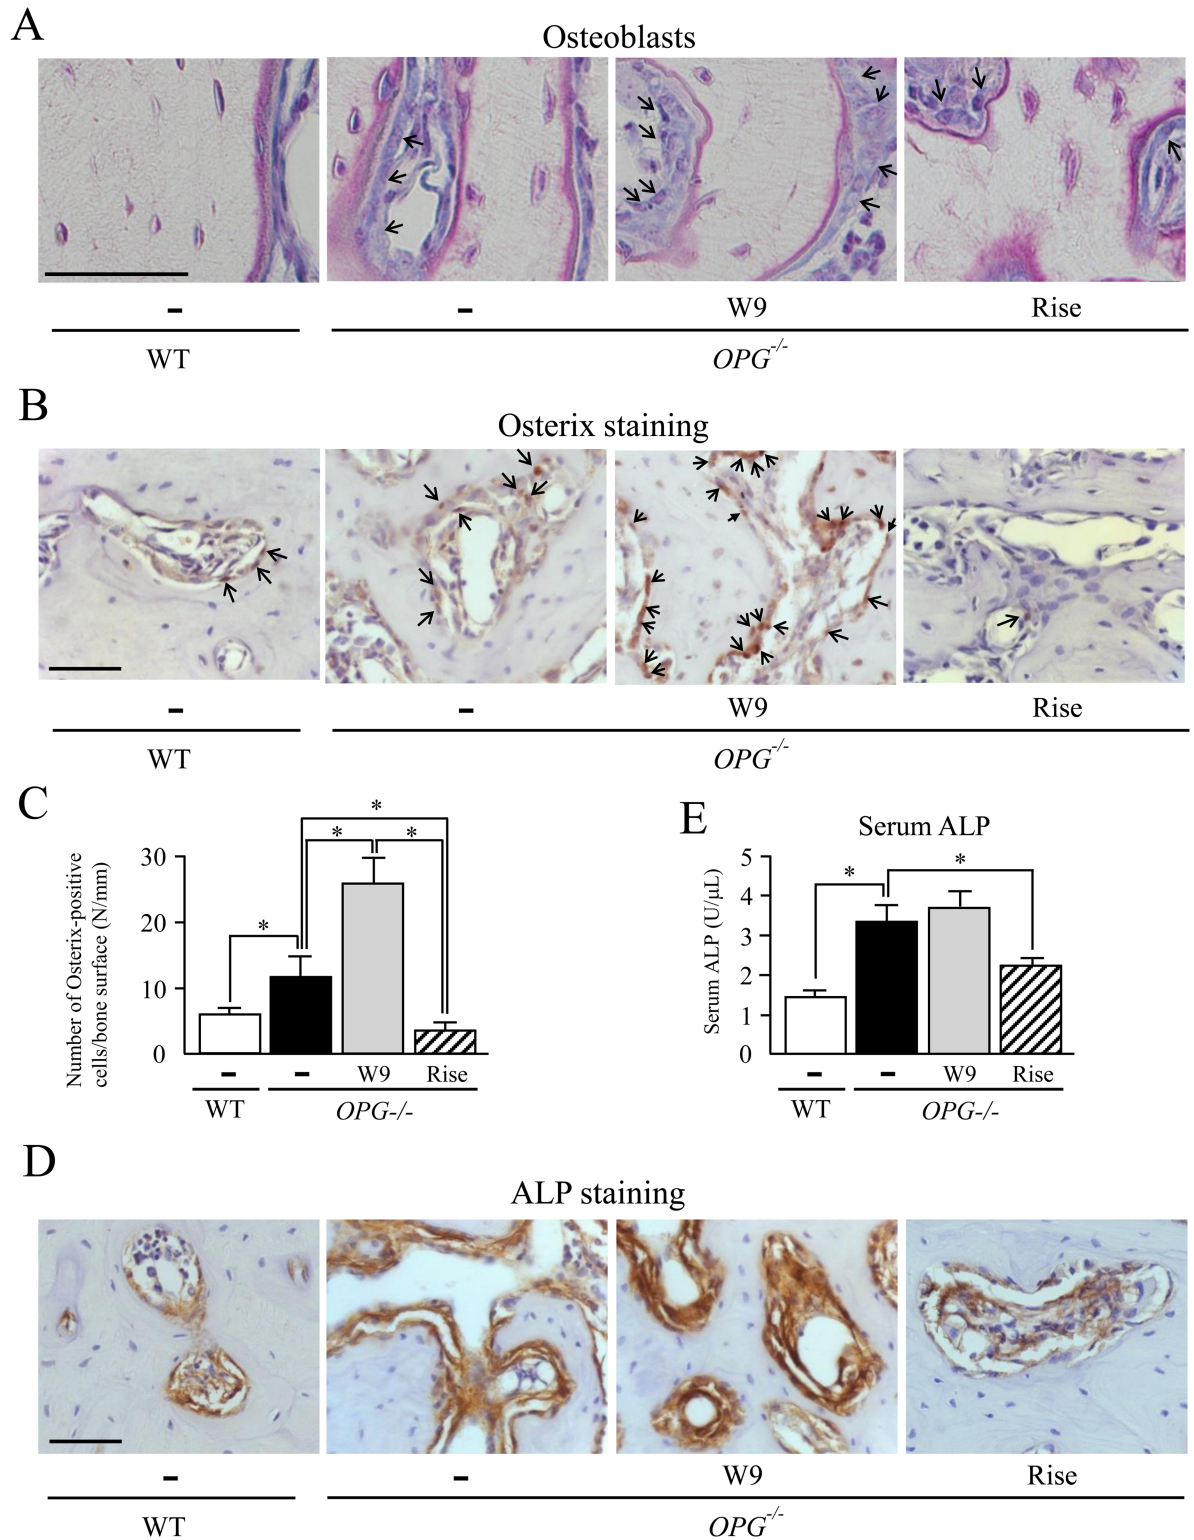 A
Osteoblasts
- - W9 Rise
WT OPG-/-
B
Osterix staining
- - W9 Rise
WT OPG-/-
C
Number of Osterix-positive
cells/bone surface (N/mm)
30
20
10
0
* * * *
- - W9 Rise
WT OPG-/-
E
Serum ALP
Serum ALP (U/μL)
5
4
3
2
1
0
* *
- - W9 Rise
WT OPG-/-
D
ALP staining
- - W9 Rise
WT OPG-/-